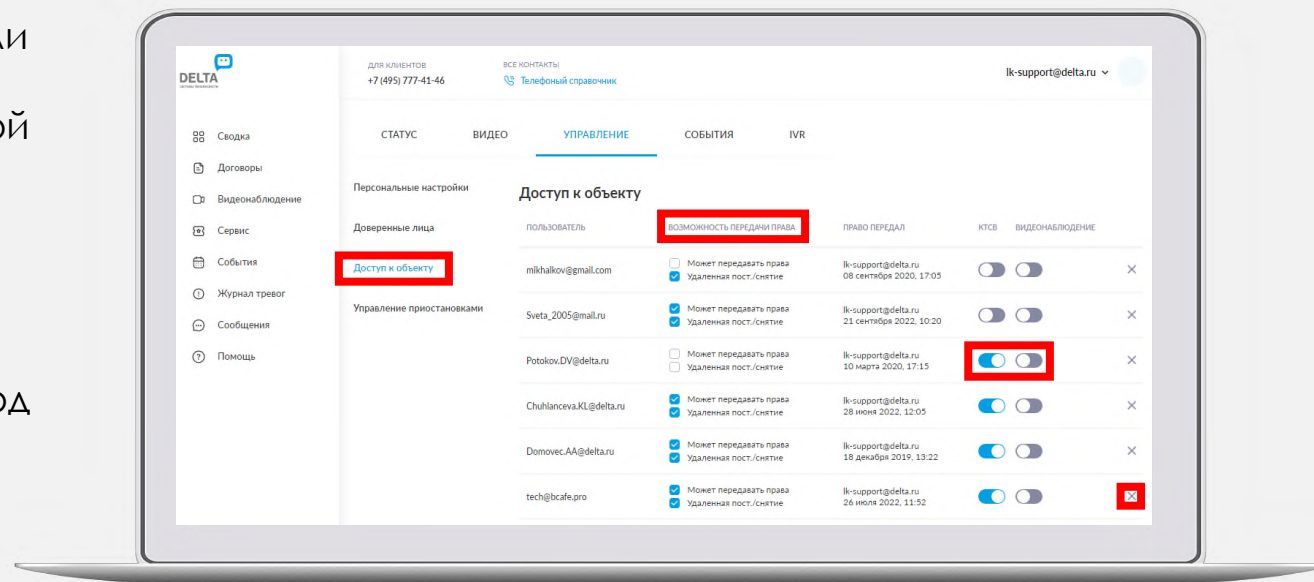 ли
ой
од
DELTA
ДЛЯ КЛИЕНТОВ
+7 (495) 777-41-46
ВСЕ КОНТАКТЫ
Телефоный справочник
lk-support@delta.ru
Сводка
Договоры
Видеонаблюдение
Сервис
События
Журнал тревог
Сообщения
Помощь
СТАТУС ВИДЕО УПРАВЛЕНИЕ СОБЫТИЯ IVR
Персональные настройки
Доверенные лица
Доступ к объекту
Управление приостановками
Доступ к объекту
ПОЛЬЗОВАТЕЛЬ ВОЗМОЖНОСТЬ ПЕРЕДАЧИ ПРАВА ПРАВО ПЕРЕДАЛ КТСВ ВИДЕОНАБЛЮДЕНИЕ
mikhalkov@gmail.com
Может передавать права
Удаленная пост./снятие
lk-support@delta.ru
08 сентября 2020, 17:05
Sveta_2005@mail.ru
Может передавать права
Удаленная пост./снятие
lk-support@delta.ru
21 сентября 2022, 10:20
Potokov.DV@delta.ru
Может передавать права
Удаленная пост./снятие
lk-support@delta.ru
10 марта 2020, 17:15
Chuhlanceva.KL@delta.ru
Может передавать права
Удаленная пост./снятие
lk-support@delta.ru
28 июня 2022, 12:05
Domovec.AA@delta.ru
Может передавать права
Удаленная пост./снятие
lk-support@delta.ru
18 декабря 2019, 13:22
tech@bcafe.pro
Может передавать права
Удаленная пост./снятие
lk-support@delta.ru
26 июля 2022, 11:52